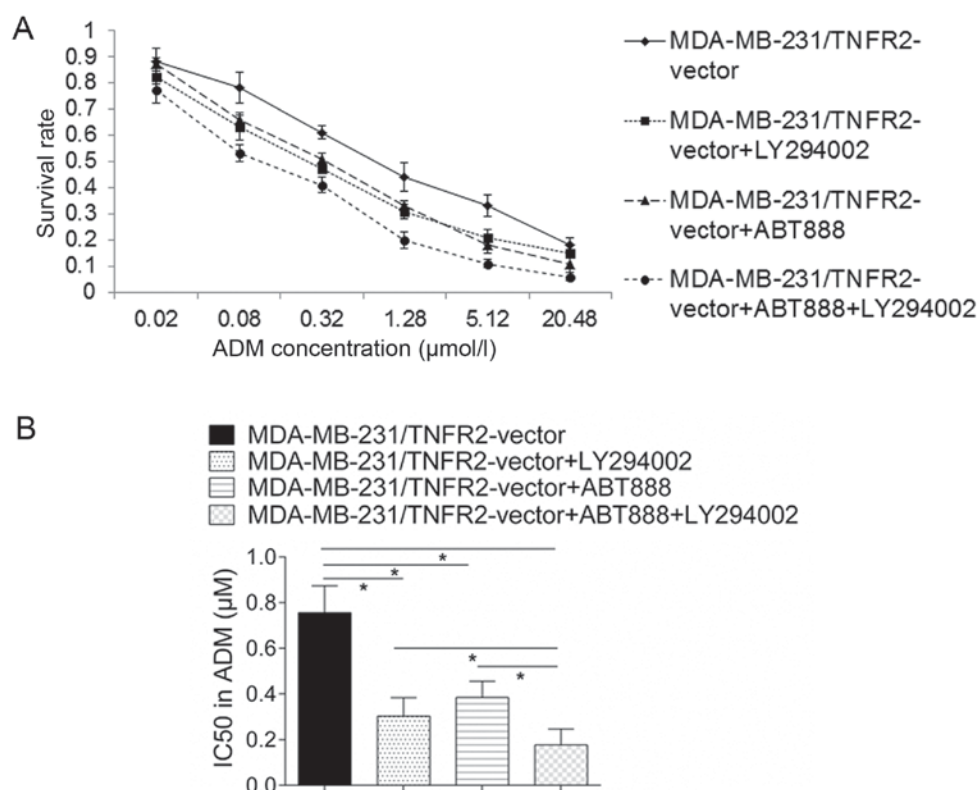 A
1
0.9
0.8
0.7
0.6
0.5
0.4
0.3
0.2
0.1
0
Survival rate
0.02 0.08 0.32 1.28 5.12 20.48
ADM concentration (μmol/l)
MDA-MB-231/TNFR2-
vector
MDA-MB-231/TNFR2-
vector+LY294002
MDA-MB-231/TNFR2-
vector+ABT888
MDA-MB-231/TNFR2-
vector+ABT888+LY294002
B
MDA-MB-231/TNFR2-vector
MDA-MB-231/TNFR2-vector+LY294002
MDA-MB-231/TNFR2-vector+ABT888
MDA-MB-231/TNFR2-vector+ABT888+LY294002
IC50 in ADM (μM)
1.0
0.8
0.6
0.4
0.2
0.0
*
*
*
*
*